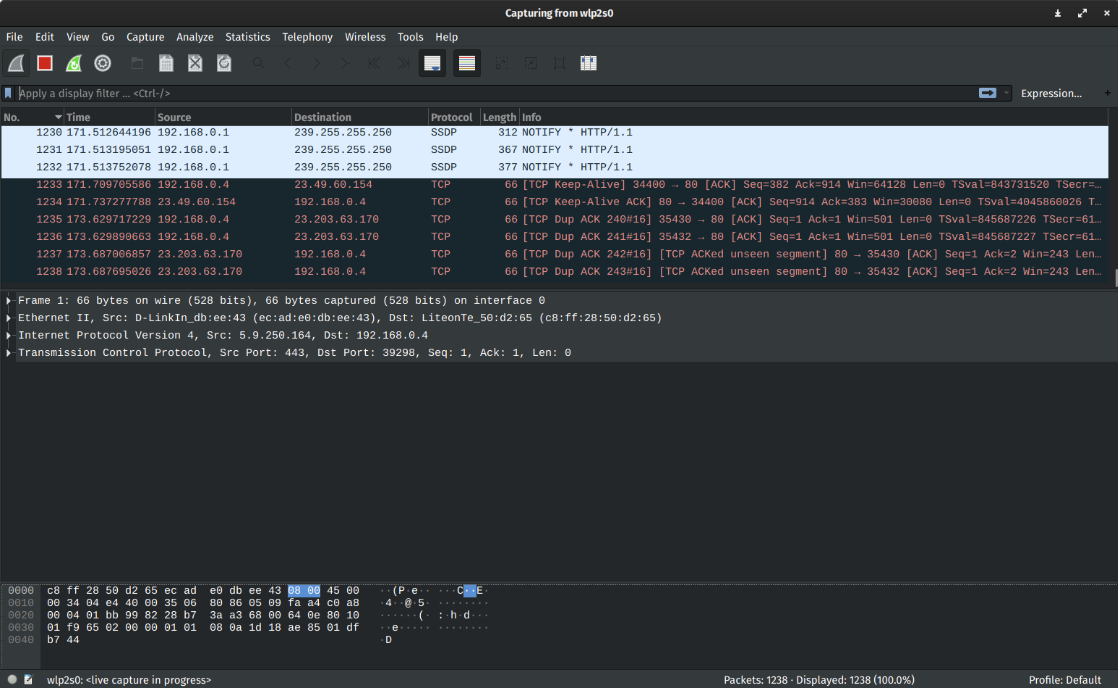 Capturing from wlp2s0
File Edit View Go Capture Analyze Statistics Telephony Wireless Tools Help
Apply a display filter ... <Ctrl-/> Expression... +
No. Time Source Destination Protocol Length Info
1230 171.512644196 192.168.0.1 239.255.255.250 SSDP 312 NOTIFY * HTTP/1.1
1231 171.513195051 192.168.0.1 239.255.255.250 SSDP 367 NOTIFY * HTTP/1.1
1232 171.513752078 192.168.0.1 239.255.255.250 SSDP 377 NOTIFY * HTTP/1.1
1233 171.709705586 192.168.0.4 23.49.60.154 TCP 66 [TCP Keep-Alive] 34400 → 80 [ACK] Seq=382 Ack=914 Win=64128 Len=0 TSval=843731520 TSecr=…
1234 171.737277788 23.49.60.154 192.168.0.4 TCP 66 [TCP Keep-Alive ACK] 80 → 34400 [ACK] Seq=914 Ack=383 Win=30080 Len=0 TSval=4045860026 T…
1235 173.629717229 192.168.0.4 23.203.63.170 TCP 66 [TCP Dup ACK 240#16] 35430 → 80 [ACK] Seq=1 Ack=1 Win=501 Len=0 TSval=845687226 TSecr=61…
1236 173.629890663 192.168.0.4 23.203.63.170 TCP 66 [TCP Dup ACK 241#16] 35432 → 80 [ACK] Seq=1 Ack=1 Win=501 Len=0 TSval=845687227 TSecr=61…
1237 173.687006857 23.203.63.170 192.168.0.4 TCP 66 [TCP Dup ACK 242#16] [TCP ACKed unseen segment] 80 → 35430 [ACK] Seq=1 Ack=2 Win=243 Len…
1238 173.687695026 23.203.63.170 192.168.0.4 TCP 66 [TCP Dup ACK 243#16] [TCP ACKed unseen segment] 80 → 35432 [ACK] Seq=1 Ack=2 Win=243 Len…
Frame 1: 66 bytes on wire (528 bits), 66 bytes captured (528 bits) on interface 0
Ethernet II, Src: D-LinkIn_db:ee:43 (ec:ad:e0:db:ee:43), Dst: LiteonTe_50:d2:65 (c8:ff:28:50:d2:65)
Internet Protocol Version 4, Src: 5.9.250.164, Dst: 192.168.0.4
Transmission Control Protocol, Src Port: 443, Dst Port: 39298, Seq: 1, Ack: 1, Len: 0
0000 c8 ff 28 50 d2 65 ec ad e0 db ee 43 08 00 45 00 ··(P·e·· ···C··E·
0010 00 34 04 e4 40 00 35 06 80 86 05 09 fa a4 c0 a8 ·4··@·5· ········
0020 00 04 01 bb 99 82 28 b7 3a a3 68 00 64 0e 80 10 ······(· :·h·d···
0030 01 f9 65 02 00 00 01 01 08 0a 1d 18 ae 85 01 df ··e····· ········
0040 b7 44 ·D
wlp2s0: <live capture in progress> Packets: 1238 · Displayed: 1238 (100.0%) Profile: Default